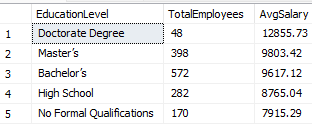 EducationLevel TotalEmployees AvgSalary
1 Doctorate Degree 48 12855.73
2 Master’s 398 9803.42
3 Bachelor’s 572 9617.12
4 High School 282 8765.04
5 No Formal Qualifications 170 7915.29